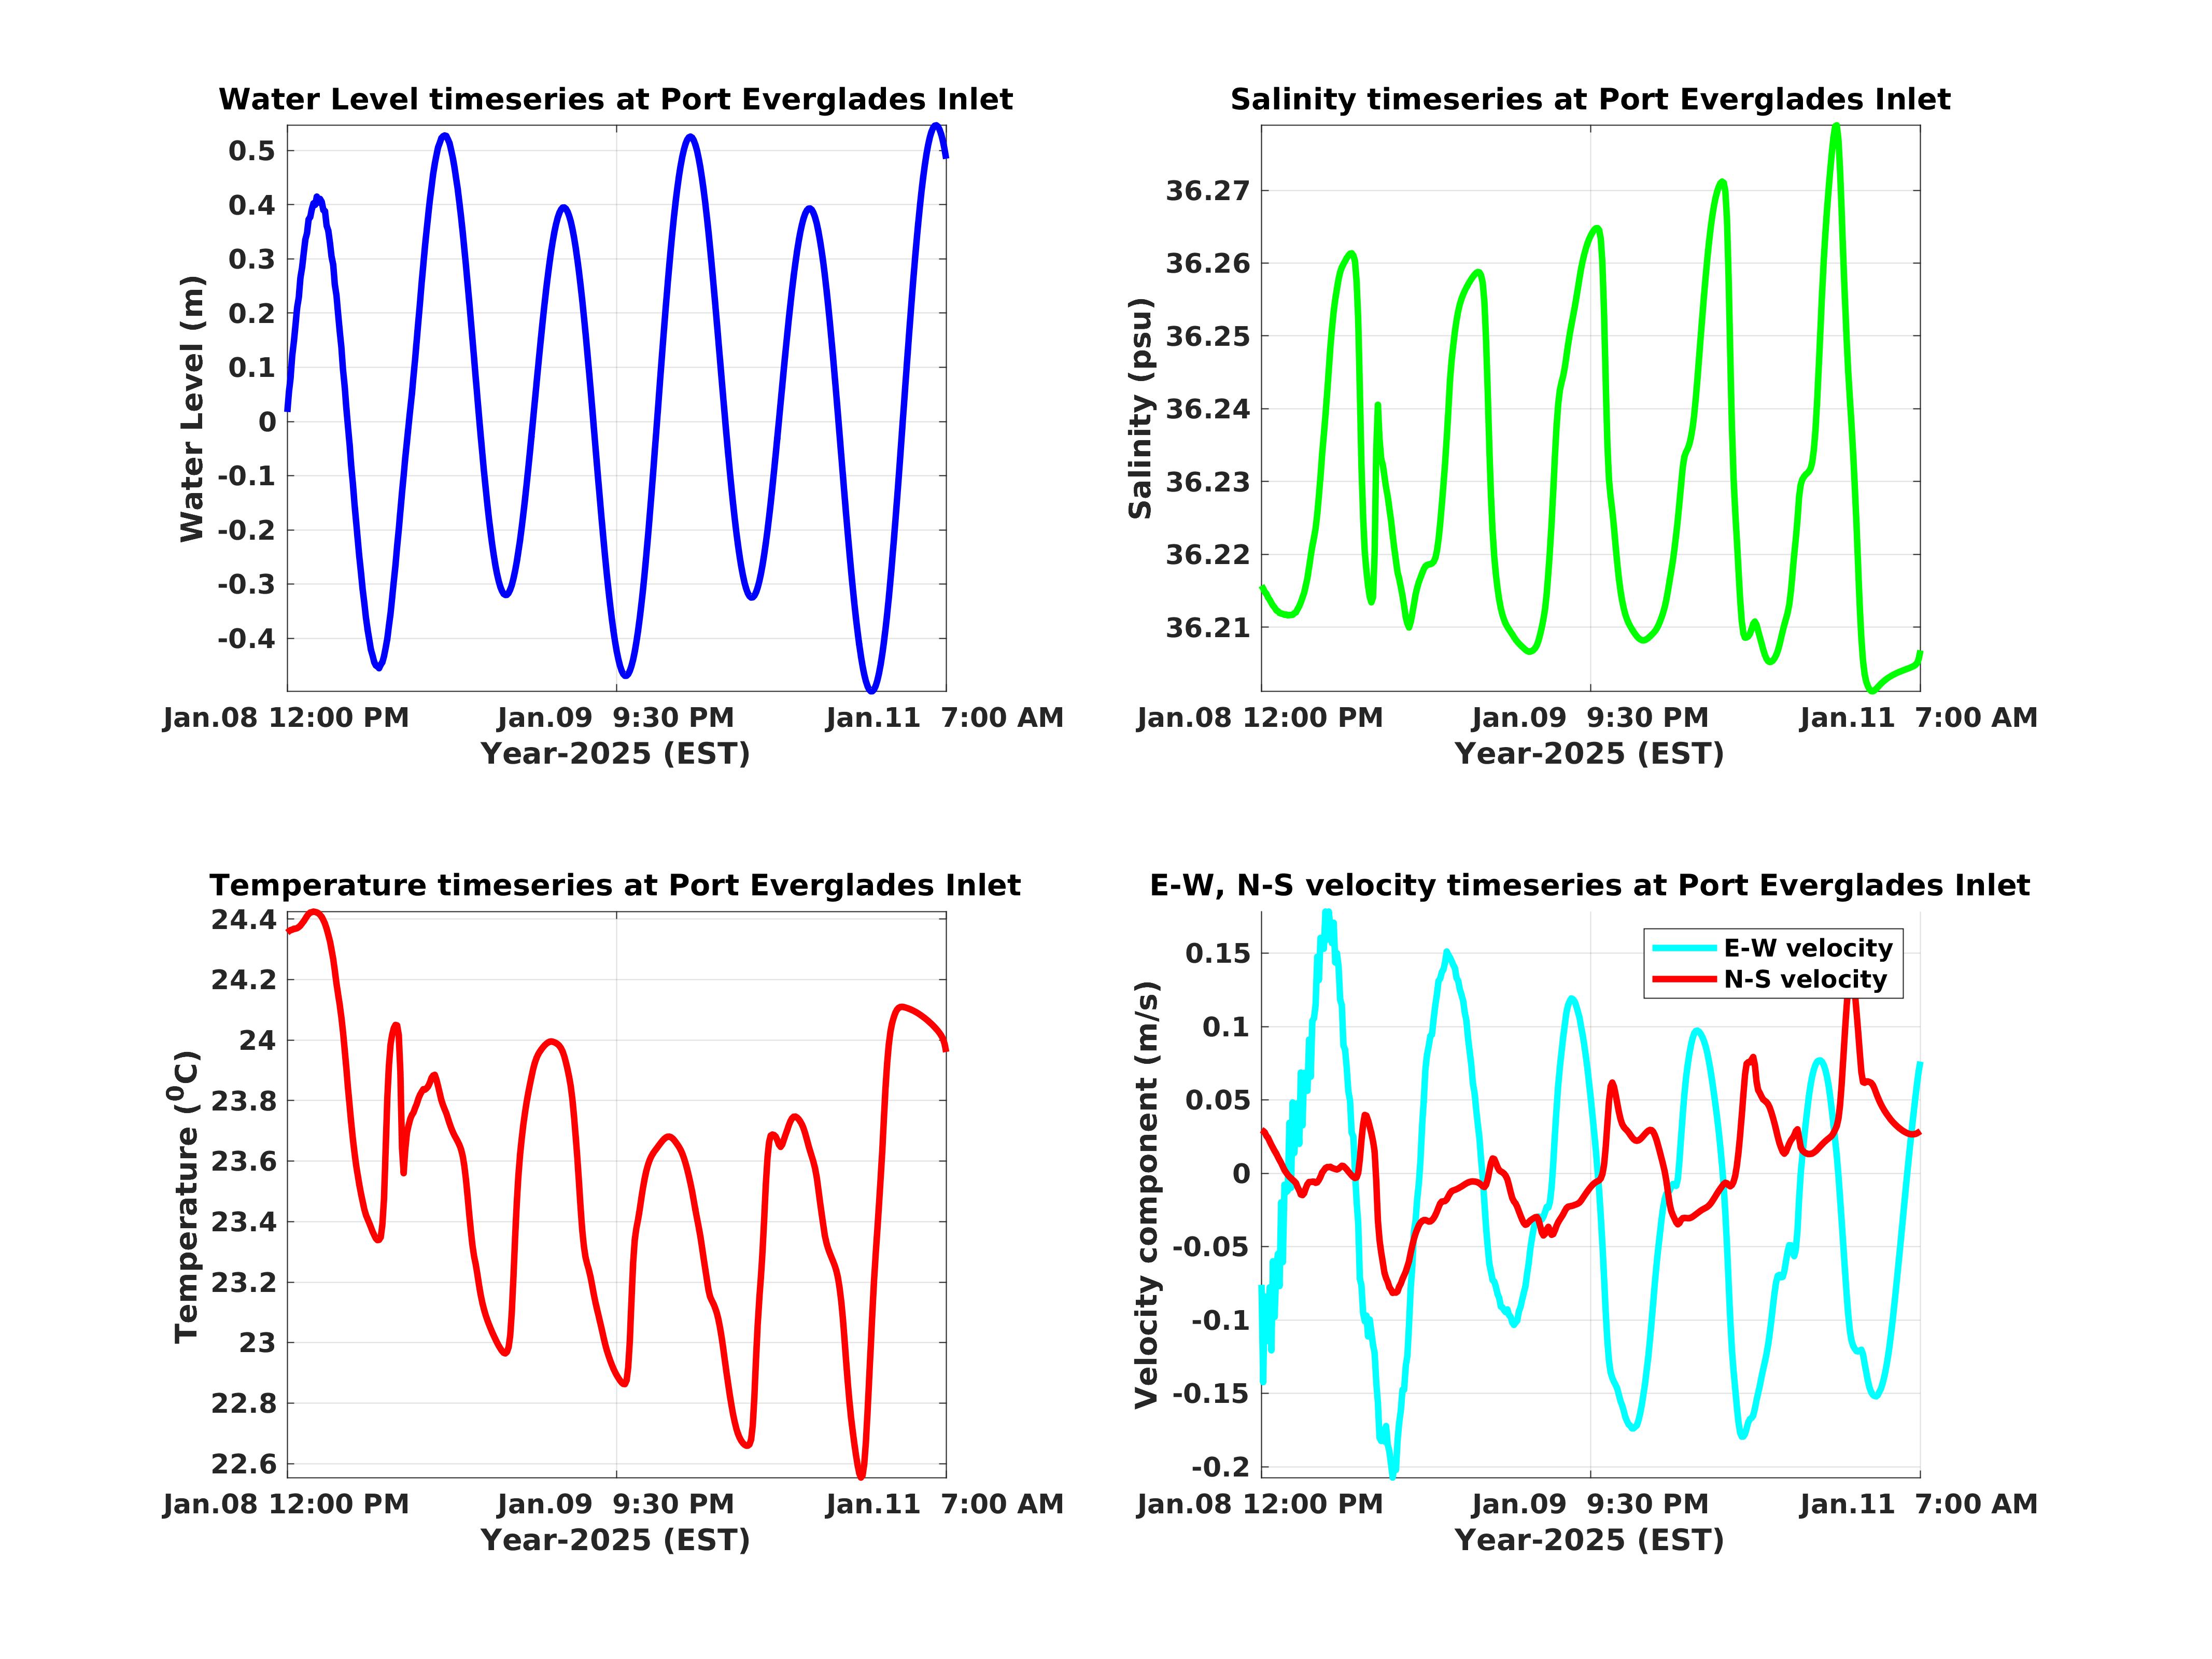 Water Level timeseries at Port Everglades Inlet
Water Level (m)
0.5
0.4
0.3
0.2
0.1
0
-0.1
-0.2
-0.3
-0.4
Jan.08 12:00 PM
Jan.09 9:30 PM
Jan.11 7:00 AM
Year-2025 (EST)
Salinity timeseries at Port Everglades Inlet
Salinity (psu)
36.27
36.26
36.25
36.24
36.23
36.22
36.21
Jan.08 12:00 PM
Jan.09 9:30 PM
Jan.11 7:00 AM
Year-2025 (EST)
Temperature timeseries at Port Everglades Inlet
Temperature (⁰C)
24.4
24.2
24
23.8
23.6
23.4
23.2
23
22.8
22.6
Jan.08 12:00 PM
Jan.09 9:30 PM
Jan.11 7:00 AM
Year-2025 (EST)
E-W, N-S velocity timeseries at Port Everglades Inlet
Velocity component (m/s)
0.15
0.1
0.05
0
-0.05
-0.1
-0.15
-0.2
E-W velocity
N-S velocity
Jan.08 12:00 PM
Jan.09 9:30 PM
Jan.11 7:00 AM
Year-2025 (EST)